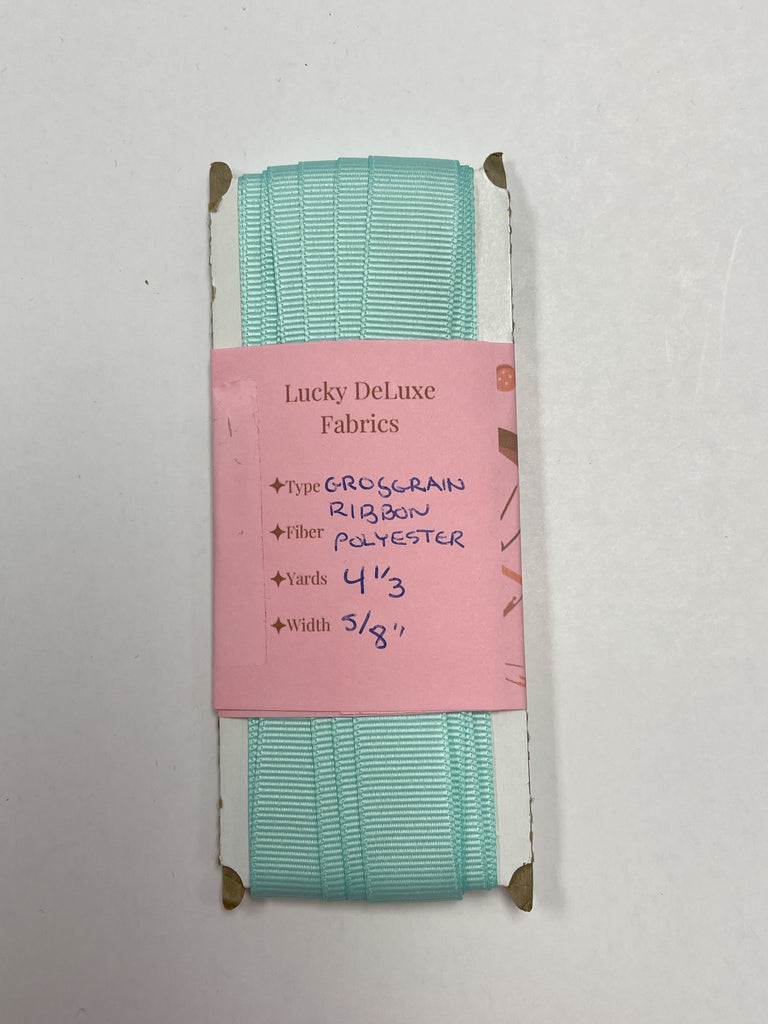 Lucky DeLuxe
Fabrics
✦Type GROSGRAIN
RIBBON
✦Fiber POLYESTER
✦Yards 4 1/3
✦Width 5/8"